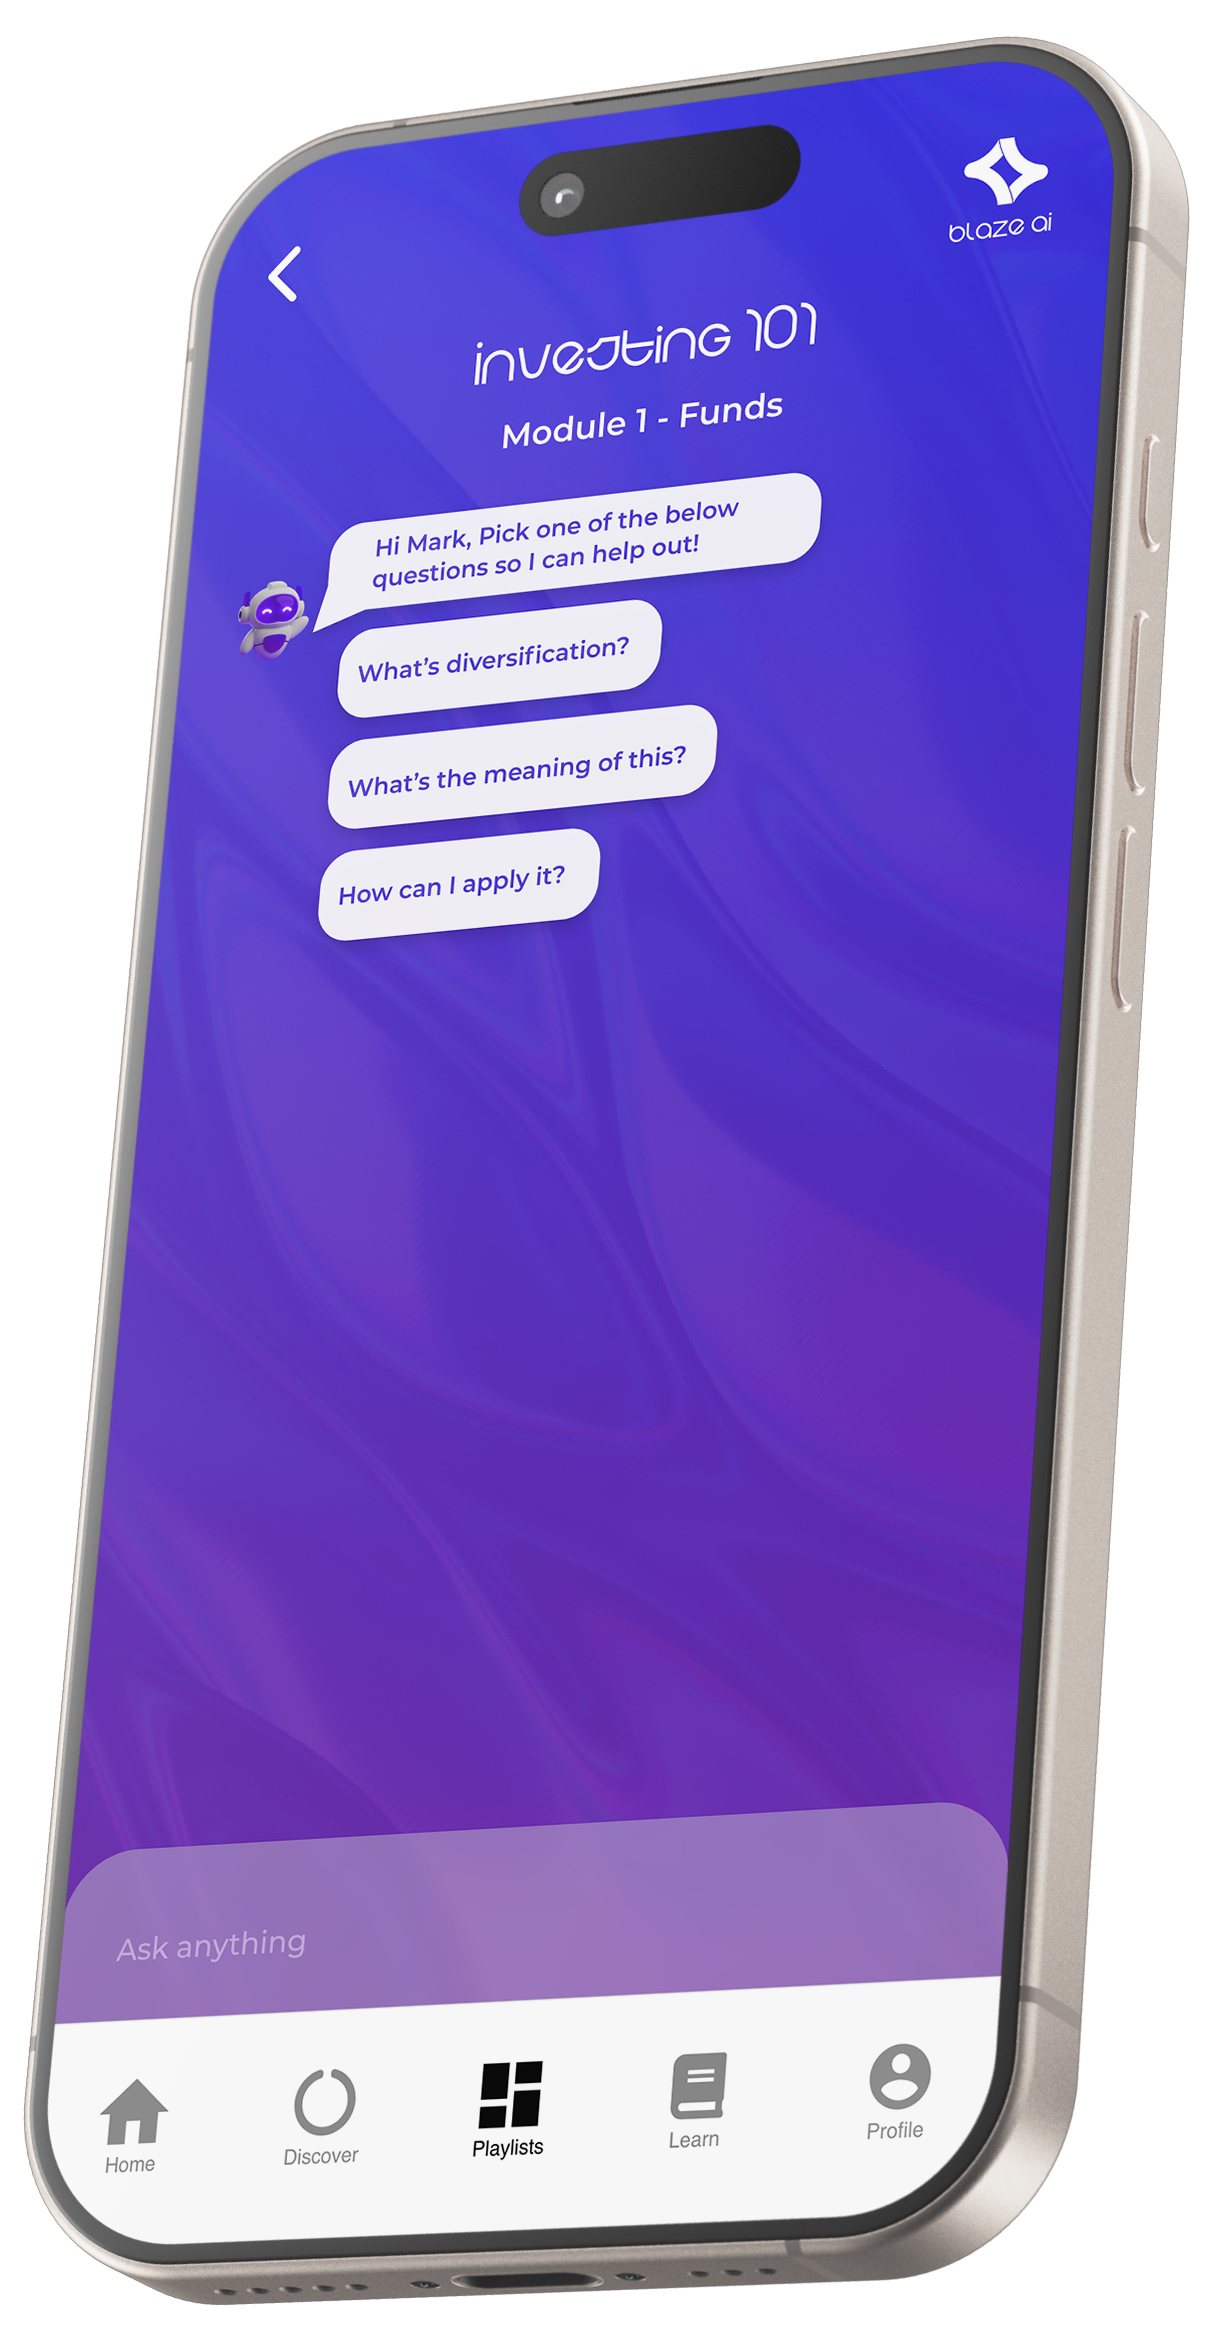 blaze ai
investing 101
Module 1 - Funds
Hi Mark, Pick one of the below
questions so I can help out!
What's diversification?
What's the meaning of this?
How can I apply it?
Ask anything
Home
Discover
Playlists
Learn
Profile